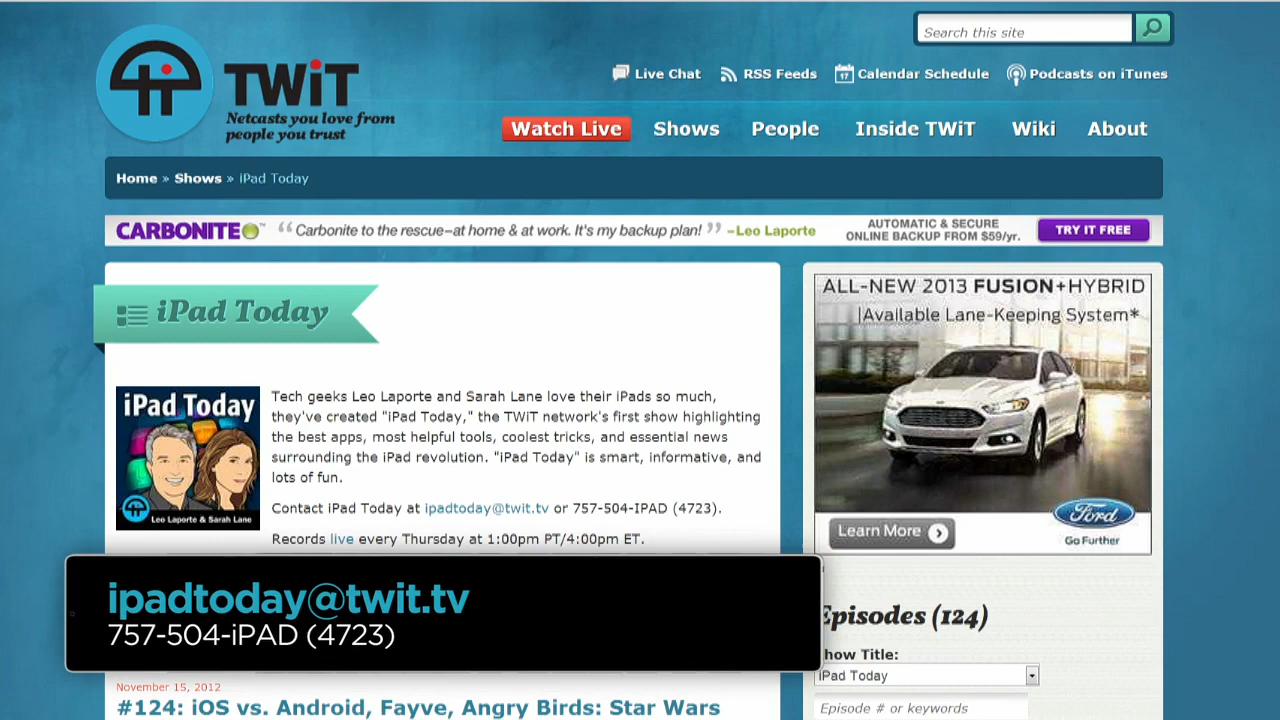 Search this site
Live Chat
RSS Feeds
17
Calendar Schedule
Podcasts on iTunes
TWiT
Netcasts you love from
people you trust
Watch Live
Shows
People
Inside TWiT
Wiki
About
Home » Shows » iPad Today
CARBONITE™ “ Carbonite to the rescue–at home & at work. It's my backup plan! ” –Leo Laporte
AUTOMATIC & SECURE
ONLINE BACKUP FROM $59/yr.
TRY IT FREE
iPad Today
iPad Today
Leo Laporte & Sarah Lane
Tech geeks Leo Laporte and Sarah Lane love their iPads so much,
they've created "iPad Today," the TWiT network's first show highlighting
the best apps, most helpful tools, coolest tricks, and essential news
surrounding the iPad revolution. "iPad Today" is smart, informative, and
lots of fun.
Contact iPad Today at ipadtoday@twit.tv or 757-504-IPAD (4723).
Records live every Thursday at 1:00pm PT/4:00pm ET.
ipadtoday@twit.tv
757-504-iPAD (4723)
November 15, 2012
#124: iOS vs. Android, Fayve, Angry Birds: Star Wars
ALL-NEW 2013 FUSION+HYBRID
Available Lane-Keeping System*
Learn More
Ford
Go Further
Episodes (124)
Show Title:
iPad Today
Episode # or keywords